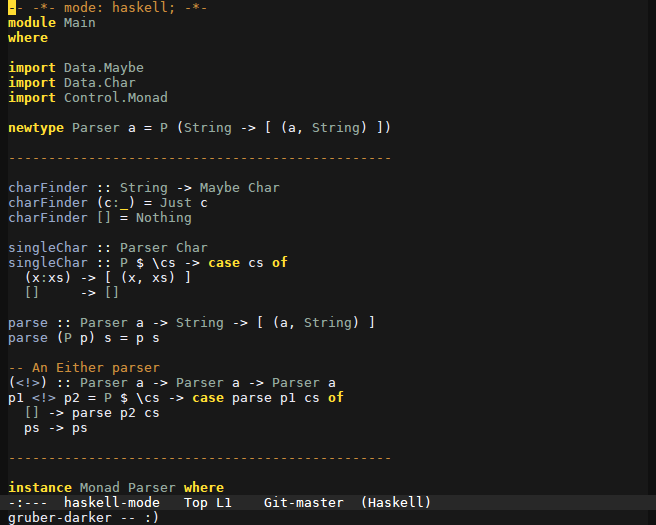 -- -*- mode: haskell; -*-
module Main
where

import Data.Maybe
import Data.Char
import Control.Monad

newtype Parser a = P (String -> [ (a, String) ])

------------------------------------------------

charFinder :: String -> Maybe Char
charFinder (c:_) = Just c
charFinder [] = Nothing

singleChar :: Parser Char
singleChar :: P $ \cs -> case cs of
  (x:xs) -> [ (x, xs) ]
  []     -> []

parse :: Parser a -> String -> [ (a, String) ]
parse (P p) s = p s

-- An Either parser
(<!>) :: Parser a -> Parser a -> Parser a
p1 <!> p2 = P $ \cs -> case parse p1 cs of
  [] -> parse p2 cs
  ps -> ps

------------------------------------------------

instance Monad Parser where
-:---  haskell-mode   Top L1    Git-master  (Haskell)
gruber-darker -- :)